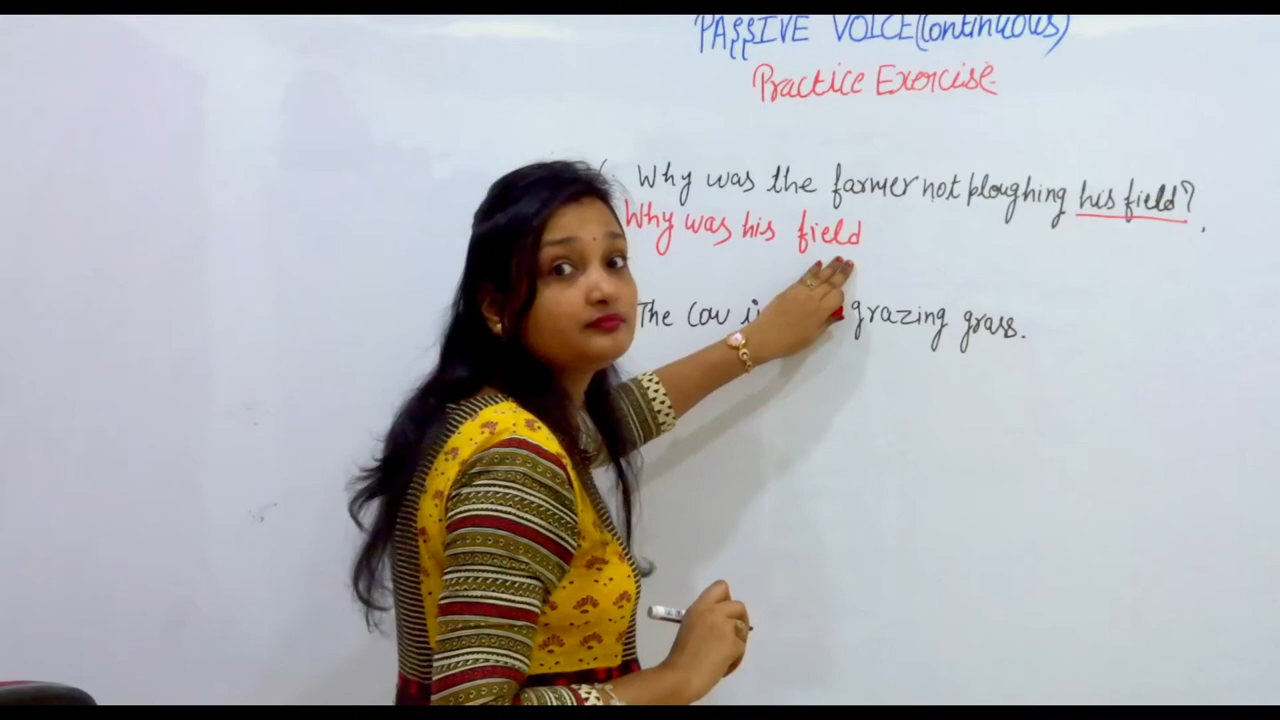 PASSIVE VOICE (Continuous)
Practice Exercise
Why was the farmer not ploughing his field?
Why was his field
The cow grazing grass.